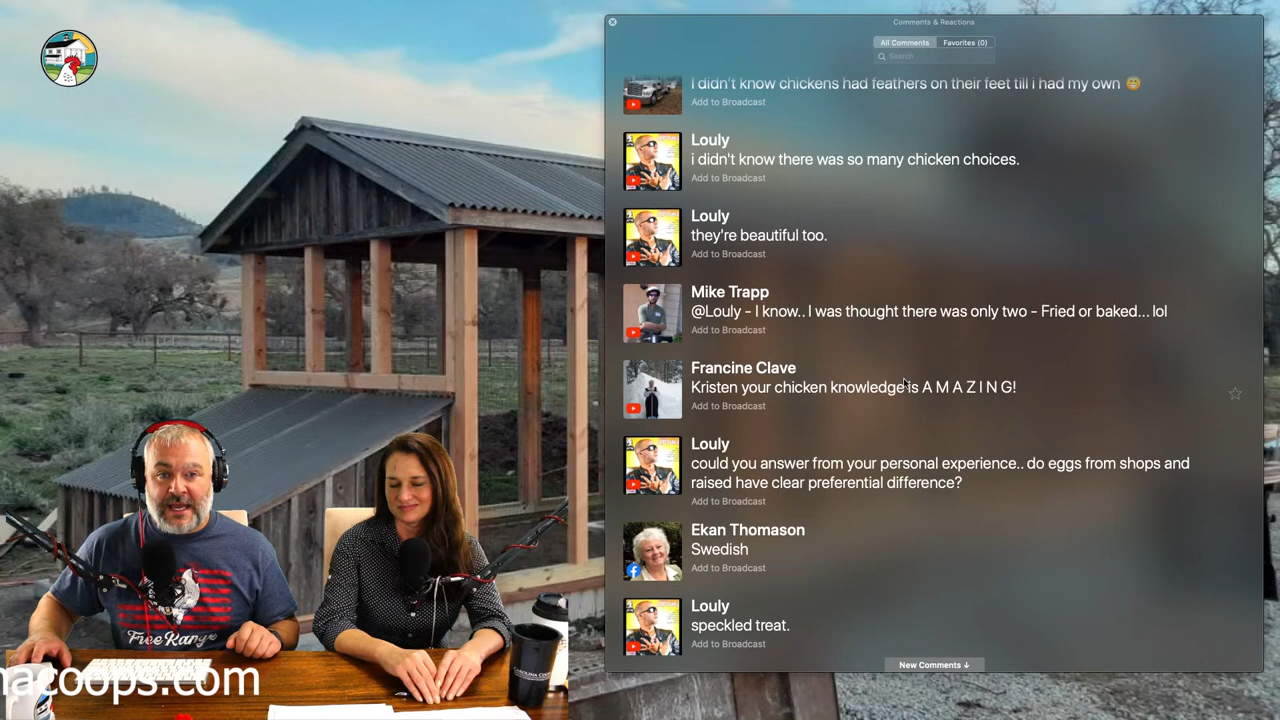 Comments & Reactions
All Comments
Favorites (0)
Search
I didn't know chickens had feathers on their feet till i had my own
Add to Broadcast
Louly
i didn't know there was so many chicken choices.
Add to Broadcast
Louly
they're beautiful too.
Add to Broadcast
Mike Trapp
@Louly - I know.. I was thought there was only two - Fried or baked... lol
Add to Broadcast
Francine Clave
Kristen your chicken knowledge is A M A Z I N G!
Add to Broadcast
Louly
could you answer from your personal experience.. do eggs from shops and
raised have clear preferential difference?
Add to Broadcast
Ekan Thomason
Swedish
Add to Broadcast
Louly
speckled treat.
Add to Broadcast
New Comments ↓
Free Range
nacoops.com